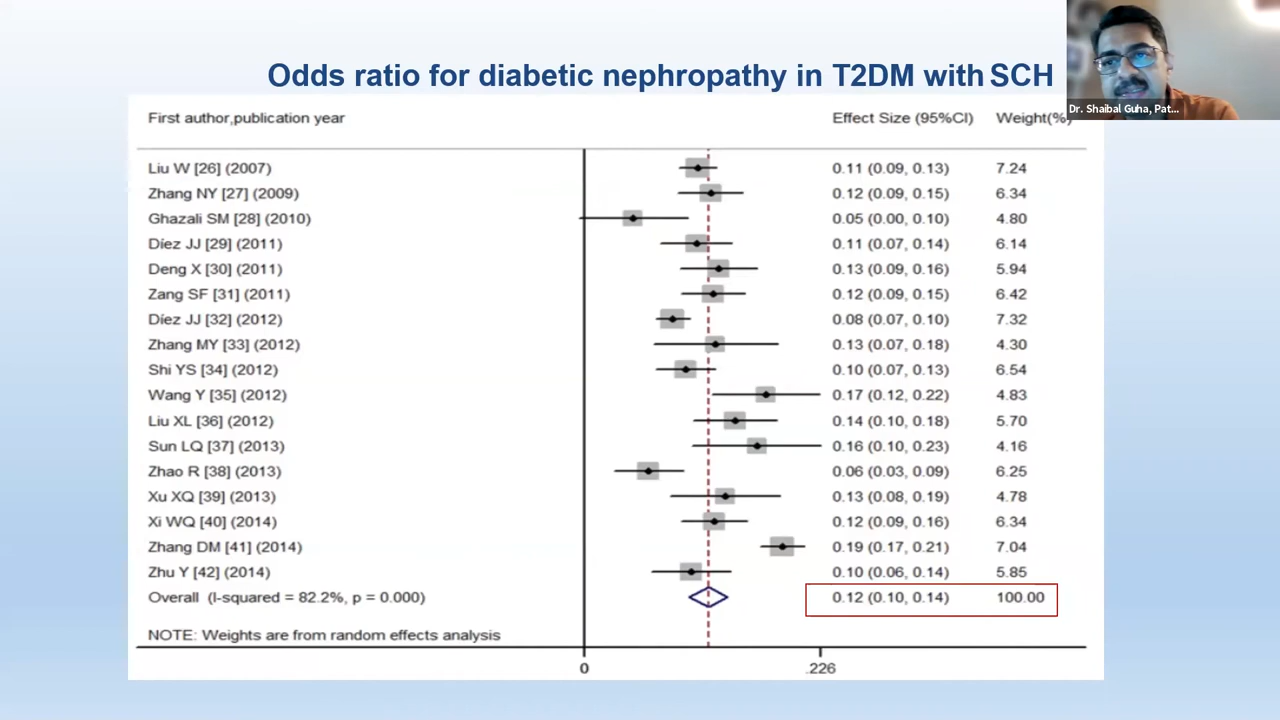 Odds ratio for diabetic nephropathy in T2DM with SCH
Dr. Shaibal Guha, Pat...
First author,publication year Effect Size (95%CI) Weight(%)
Liu W [26] (2007) 0.11 (0.09, 0.13) 7.24
Zhang NY [27] (2009) 0.12 (0.09, 0.15) 6.34
Ghazali SM [28] (2010) 0.05 (0.00, 0.10) 4.80
Díez JJ [29] (2011) 0.11 (0.07, 0.14) 6.14
Deng X [30] (2011) 0.13 (0.09, 0.16) 5.94
Zang SF [31] (2011) 0.12 (0.09, 0.15) 6.42
Díez JJ [32] (2012) 0.08 (0.07, 0.10) 7.32
Zhang MY [33] (2012) 0.13 (0.07, 0.18) 4.30
Shi YS [34] (2012) 0.10 (0.07, 0.13) 6.54
Wang Y [35] (2012) 0.17 (0.12, 0.22) 4.83
Liu XL [36] (2012) 0.14 (0.10, 0.18) 5.70
Sun LQ [37] (2013) 0.16 (0.10, 0.23) 4.16
Zhao R [38] (2013) 0.06 (0.03, 0.09) 6.25
Xu XQ [39] (2013) 0.13 (0.08, 0.19) 4.78
Xi WQ [40] (2014) 0.12 (0.09, 0.16) 6.34
Zhang DM [41] (2014) 0.19 (0.17, 0.21) 7.04
Zhu Y [42] (2014) 0.10 (0.06, 0.14) 5.85
Overall (I-squared = 82.2%, p = 0.000) 0.12 (0.10, 0.14) 100.00
NOTE: Weights are from random effects analysis
0 .226